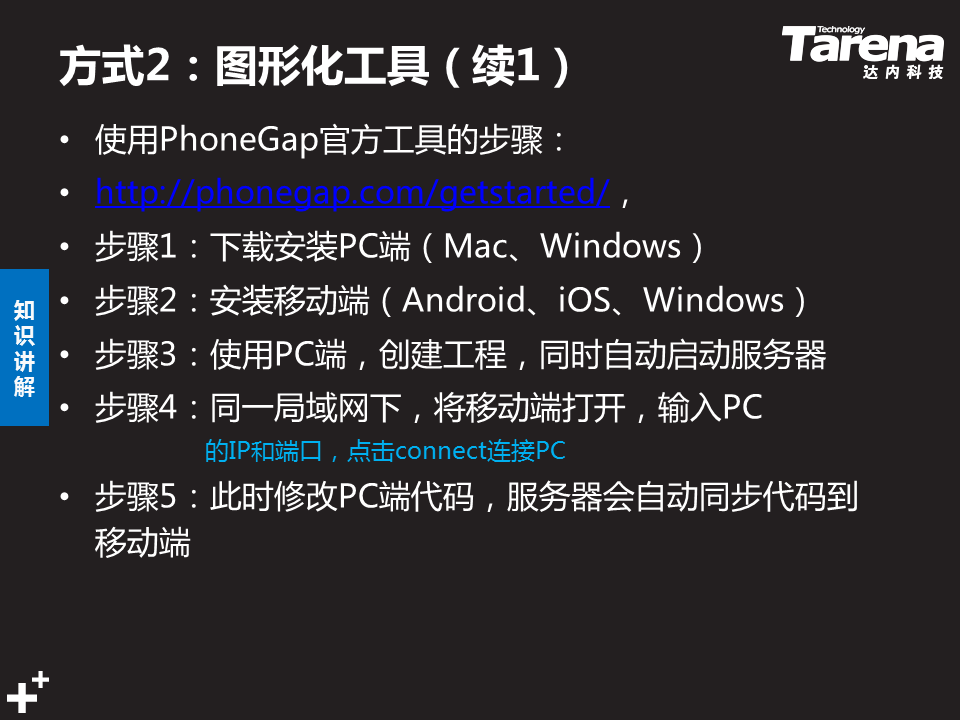 方式2：图形化工具（续1）
Technology
Tarena
达内科技
• 使用PhoneGap官方工具的步骤：
• http://phonegap.com/getstarted/，
• 步骤1：下载安装PC端（Mac、Windows）
• 步骤2：安装移动端（Android、iOS、Windows）
• 步骤3：使用PC端，创建工程，同时自动启动服务器
• 步骤4：同一局域网下，将移动端打开，输入PC
的IP和端口，点击connect连接PC
• 步骤5：此时修改PC端代码，服务器会自动同步代码到
移动端
知
识
讲
解